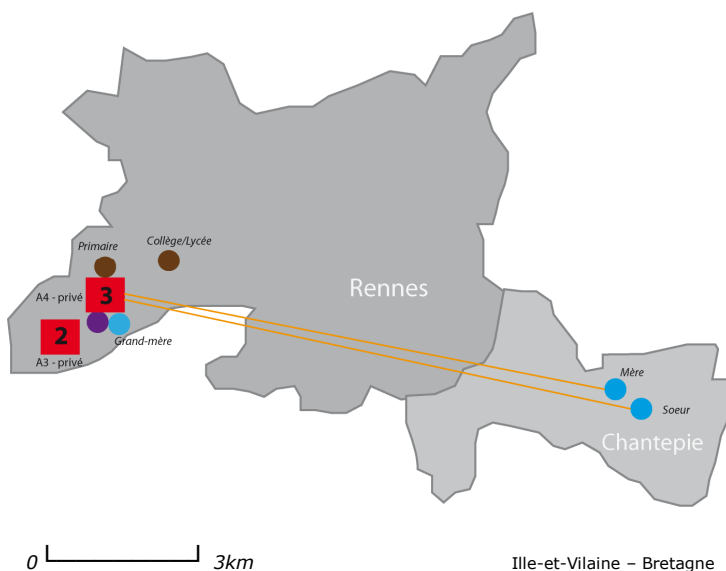 Primaire
Collège/Lycée
A4 - privé
3
Rennes
2
Grand-mère
A3 - privé
Mère
Soeur
Chantepie
0
3km
Ille-et-Vilaine – Bretagne